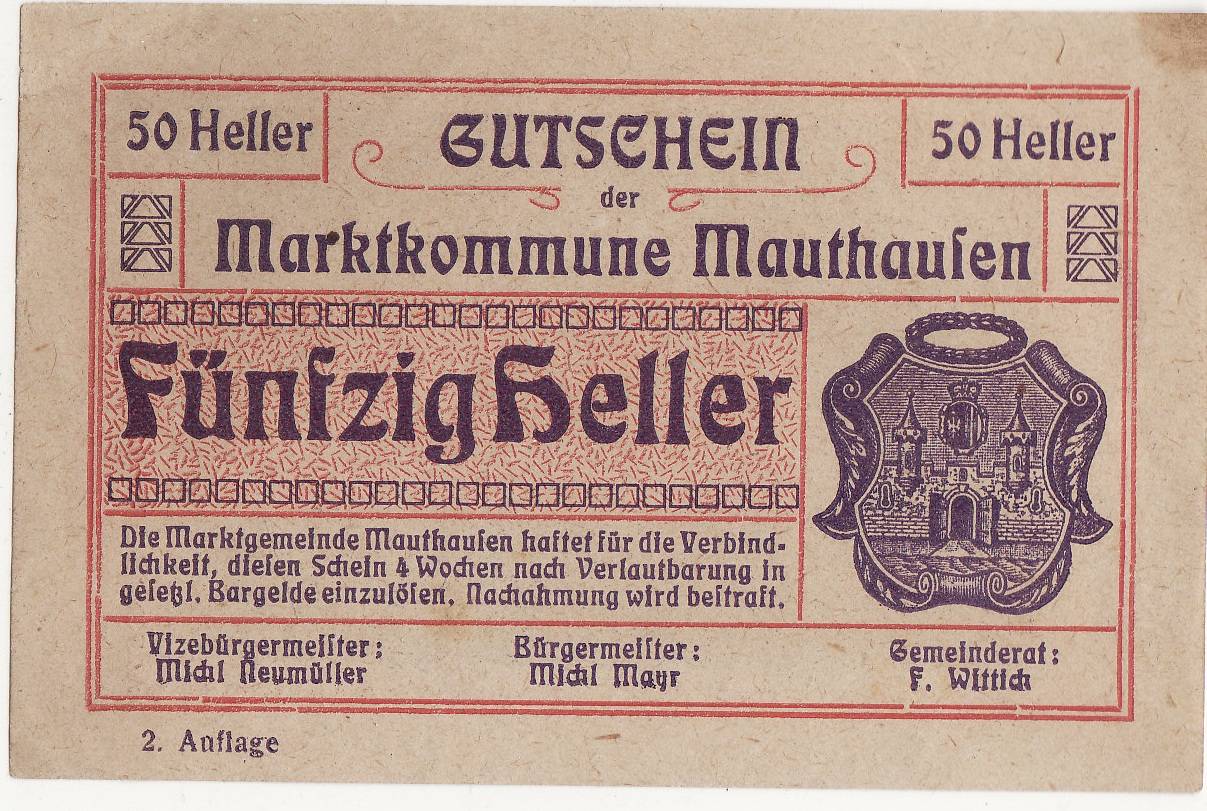 50 Heller
GUTSCHEIN
50 Heller
der
Marktkommune Mauthauſen
Fünfzig Heller
Die Marktgemeinde Mauthauſen haftet für die Verbind-
lichkeit, dieſen Schein 4 Wochen nach Verlautbarung in
geſetzl. Bargelde einzulöſen. Nachahmung wird beſtraft.
Vizebürgermeiſter:
Michl Neumüller
Bürgermeiſter:
Michl Mayr
Gemeinderat:
F. Wittich
2. Auflage